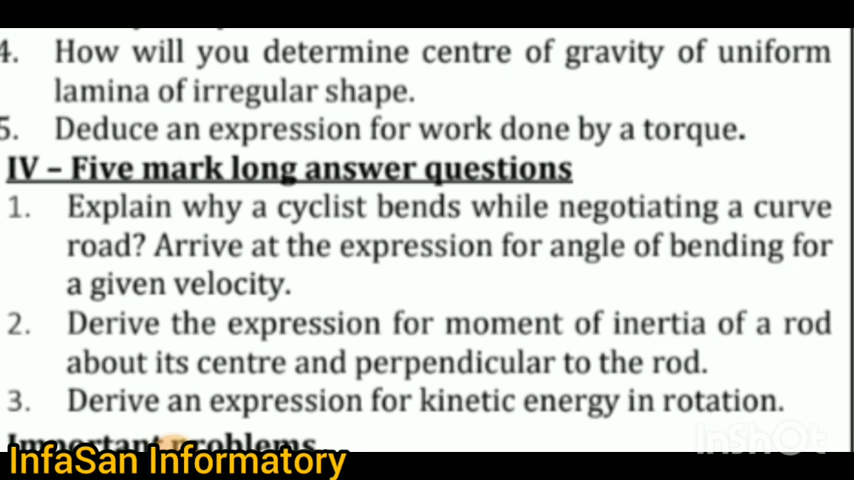 4. How will you determine centre of gravity of uniform
lamina of irregular shape.
5. Deduce an expression for work done by a torque.
IV – Five mark long answer questions
1. Explain why a cyclist bends while negotiating a curve
road? Arrive at the expression for angle of bending for
a given velocity.
2. Derive the expression for moment of inertia of a rod
about its centre and perpendicular to the rod.
3. Derive an expression for kinetic energy in rotation.
Important problems
InShOt
InfaSan Informatory